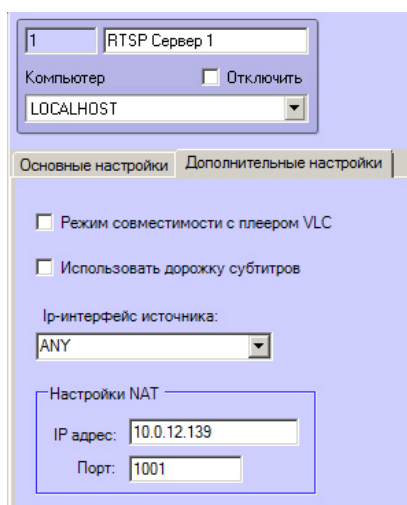 1 RTSP Сервер 1
Компьютер Отключить
LOCALHOST
Основные настройки Дополнительные настройки
Режим совместимости с плеером VLC
Использовать дорожку субтитров
Ip-интерфейс источника:
ANY
Настройки NAT
IP адрес: 10.0.12.139
Порт: 1001